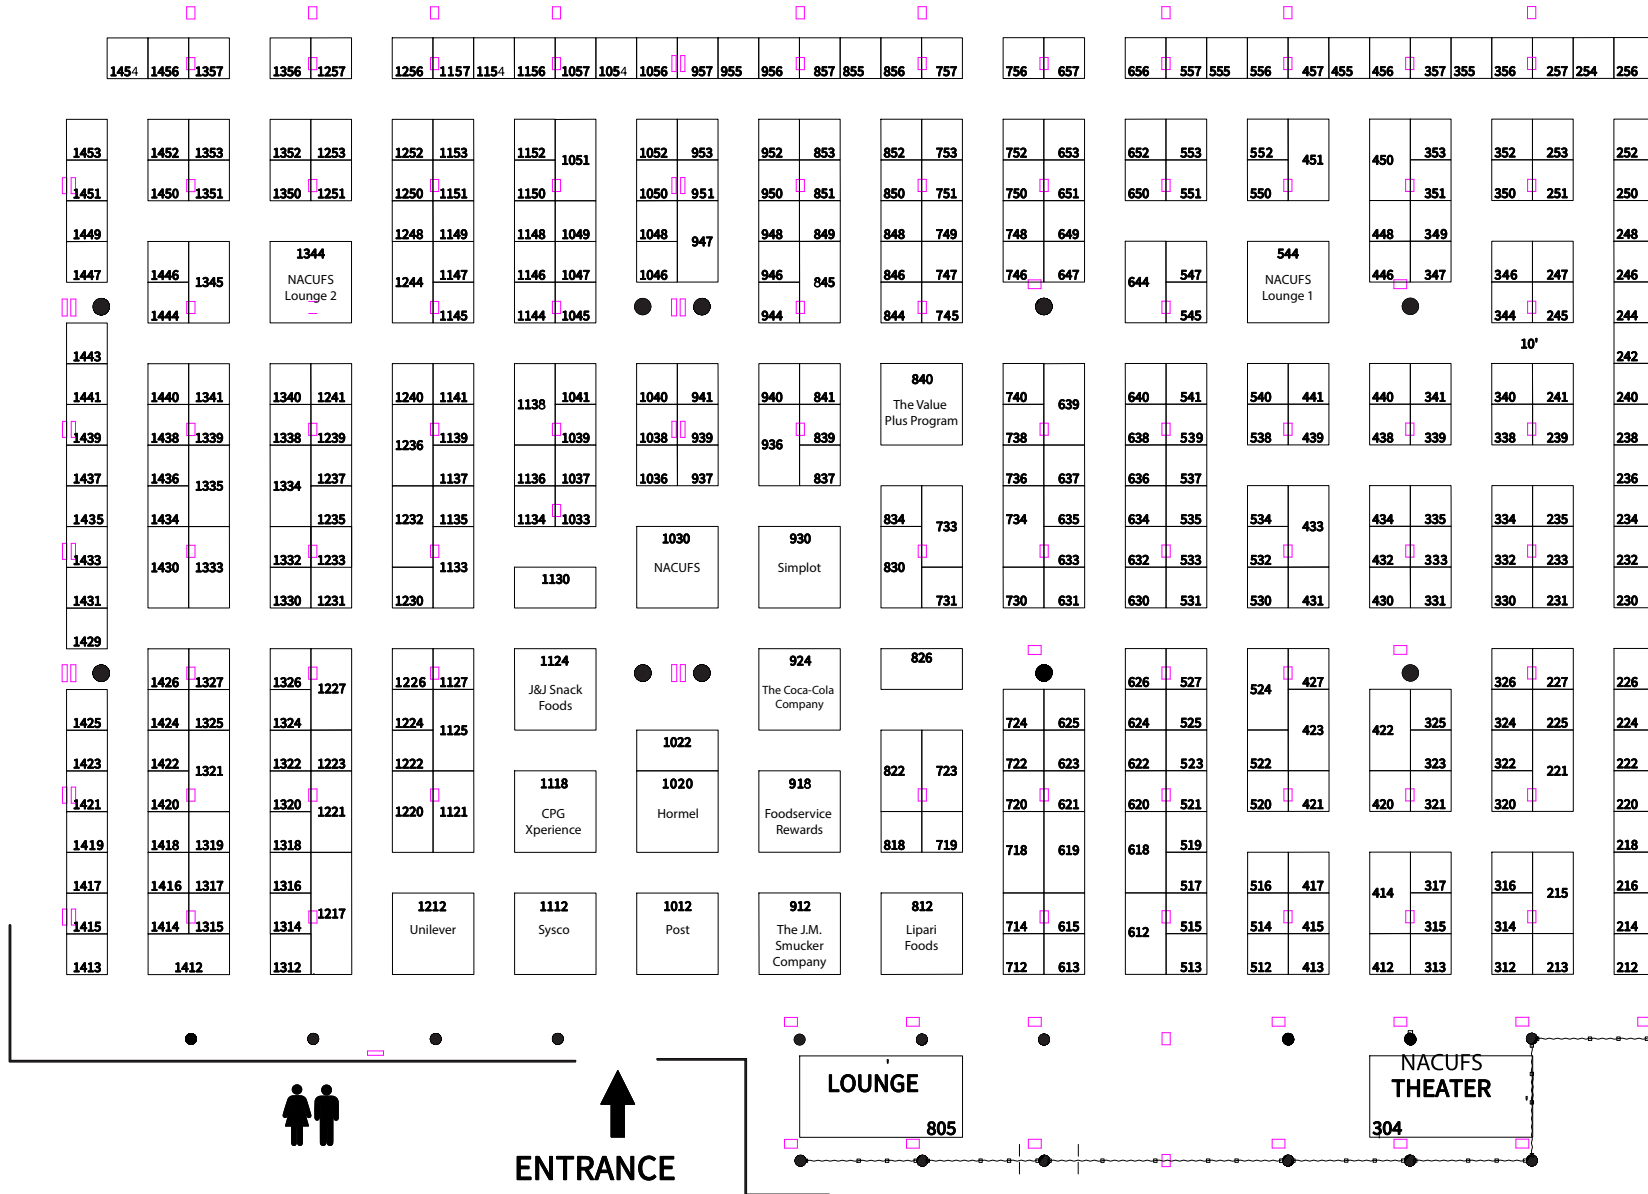 1454 1456 1357 1356 1257 1256 1157 1154 1156 1057 1054 1056 957 955 956 857 855 856 757 756 657 656 557 555 556 457 455 456 357 355 356 257 254 256
1453 1452 1353 1352 1253 1252 1153 1152 1051 1052 953 952 853 852 753 752 653 652 553 552 451 450 353 352 253 252
1451 1450 1351 1350 1251 1250 1151 1150 1050 951 950 851 850 751 750 651 650 551 550 351 350 251 250
1449 1248 1149 1148 1049 1048 947 948 849 848 749 748 649 448 349 248
1344 544
1447 1446 1345 NACUFS 1244 1147 1146 1047 1046 946 845 846 747 746 647 644 547 NACUFS 446 347 346 247 246
Lounge 2 Lounge 1
1444 1145 1144 1045 944 844 745 545 344 245 244
10'
1443 242
840
1441 1440 1341 1340 1241 1240 1141 1138 1041 1040 941 940 841 The Value 740 639 640 541 540 441 440 341 340 241 240
Plus Program
1439 1438 1339 1338 1239 1236 1139 1039 1038 939 936 839 738 638 539 538 439 438 339 338 239 238
1437 1436 1335 1334 1237 1137 1136 1037 1036 937 837 736 637 636 537 236
1435 1434 1235 1232 1135 1134 1033 834 733 734 635 634 535 534 433 434 335 334 235 234
1030 930
1433 1430 1333 1332 1233 1133 NACUFS Simplot 830 633 632 533 532 432 333 332 233 232
1130
1431 1330 1231 1230 731 730 631 630 531 530 431 430 331 330 231 230
1429
1124 924 826
1426 1327 1326 1227 1226 1127 J&J Snack The Coca-Cola 626 527 524 427 326 227 226
Foods Company
1425 1424 1325 1324 1224 1125 724 625 624 525 423 422 325 324 225 224
1022
1423 1422 1321 1322 1223 1222 822 723 722 623 622 523 522 323 322 221 222
1118 1020 918
1421 1420 1320 1221 1220 1121 CPG Hormel Foodservice 720 621 620 521 520 421 420 321 320 220
Xperience Rewards
1419 1418 1319 1318 818 719 718 619 618 519 218
1417 1416 1317 1316 517 516 417 414 317 316 215 216
1212 1112 1012 912 812
1415 1414 1315 1314 1217 Unilever Sysco Post The J.M. Lipari 714 615 612 515 514 415 315 314 214
Smucker Foods
Company
1413 1412 1312 712 613 513 512 413 412 313 312 213 212
NACUFS
LOUNGE THEATER
805 304
ENTRANCE